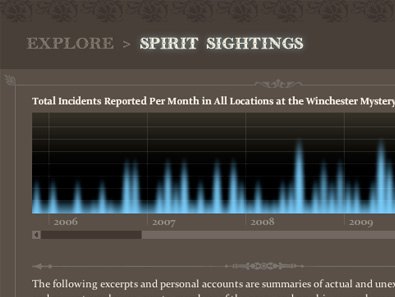 EXPLORE > SPIRIT SIGHTINGS
Total Incidents Reported Per Month in All Locations at the Winchester Mystery
2006 2007 2008 2009
The following excerpts and personal accounts are summaries of actual and